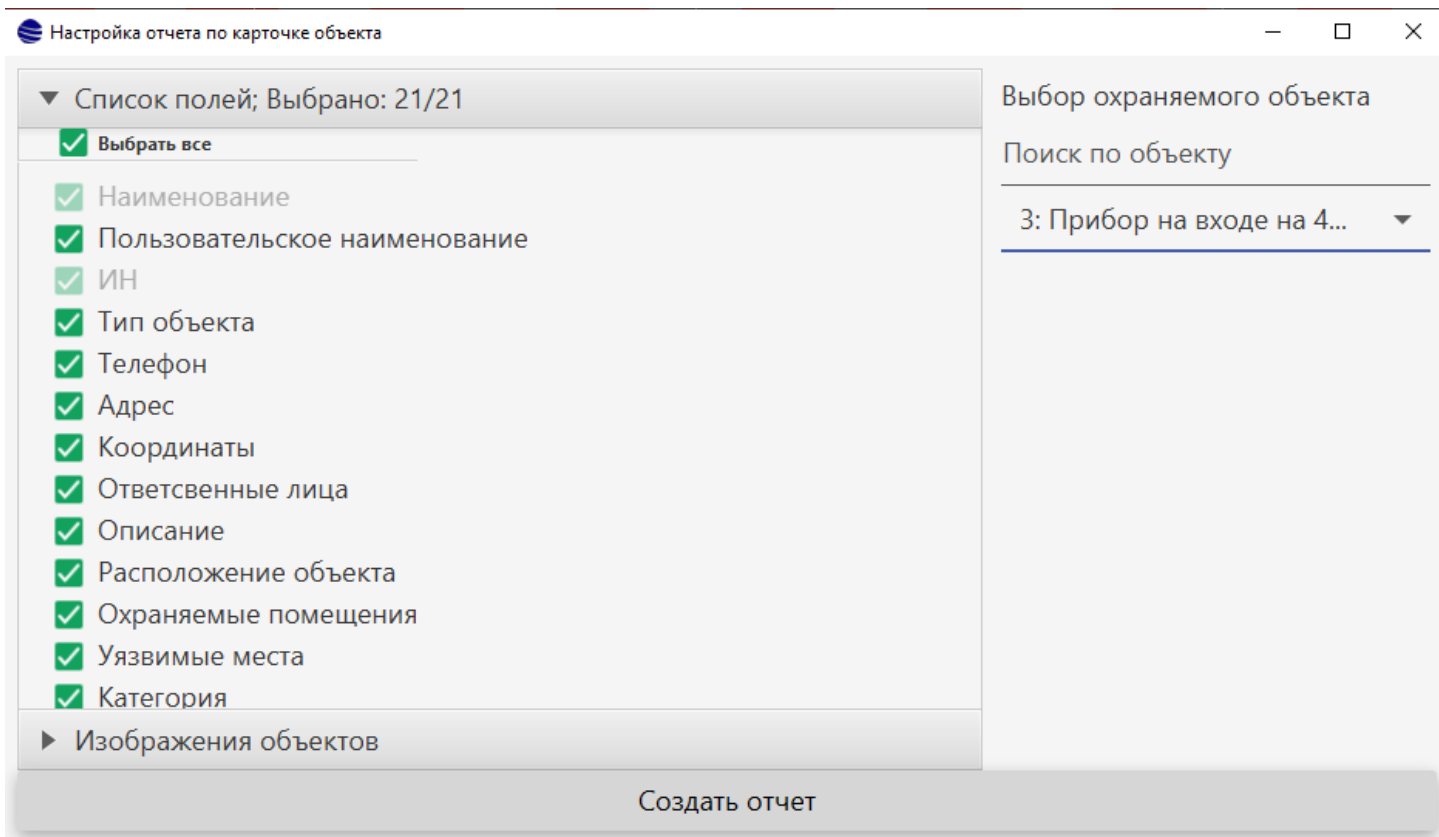 Настройка отчета по карточке объекта
Список полей; Выбрано: 21/21
Выбрать все
Наименование
Пользовательское наименование
ИН
Тип объекта
Телефон
Адрес
Координаты
Ответсвенные лица
Описание
Расположение объекта
Охраняемые помещения
Уязвимые места
Категория
Изображения объектов
Выбор охраняемого объекта
Поиск по объекту
3: Прибор на входе на 4...
Создать отчет